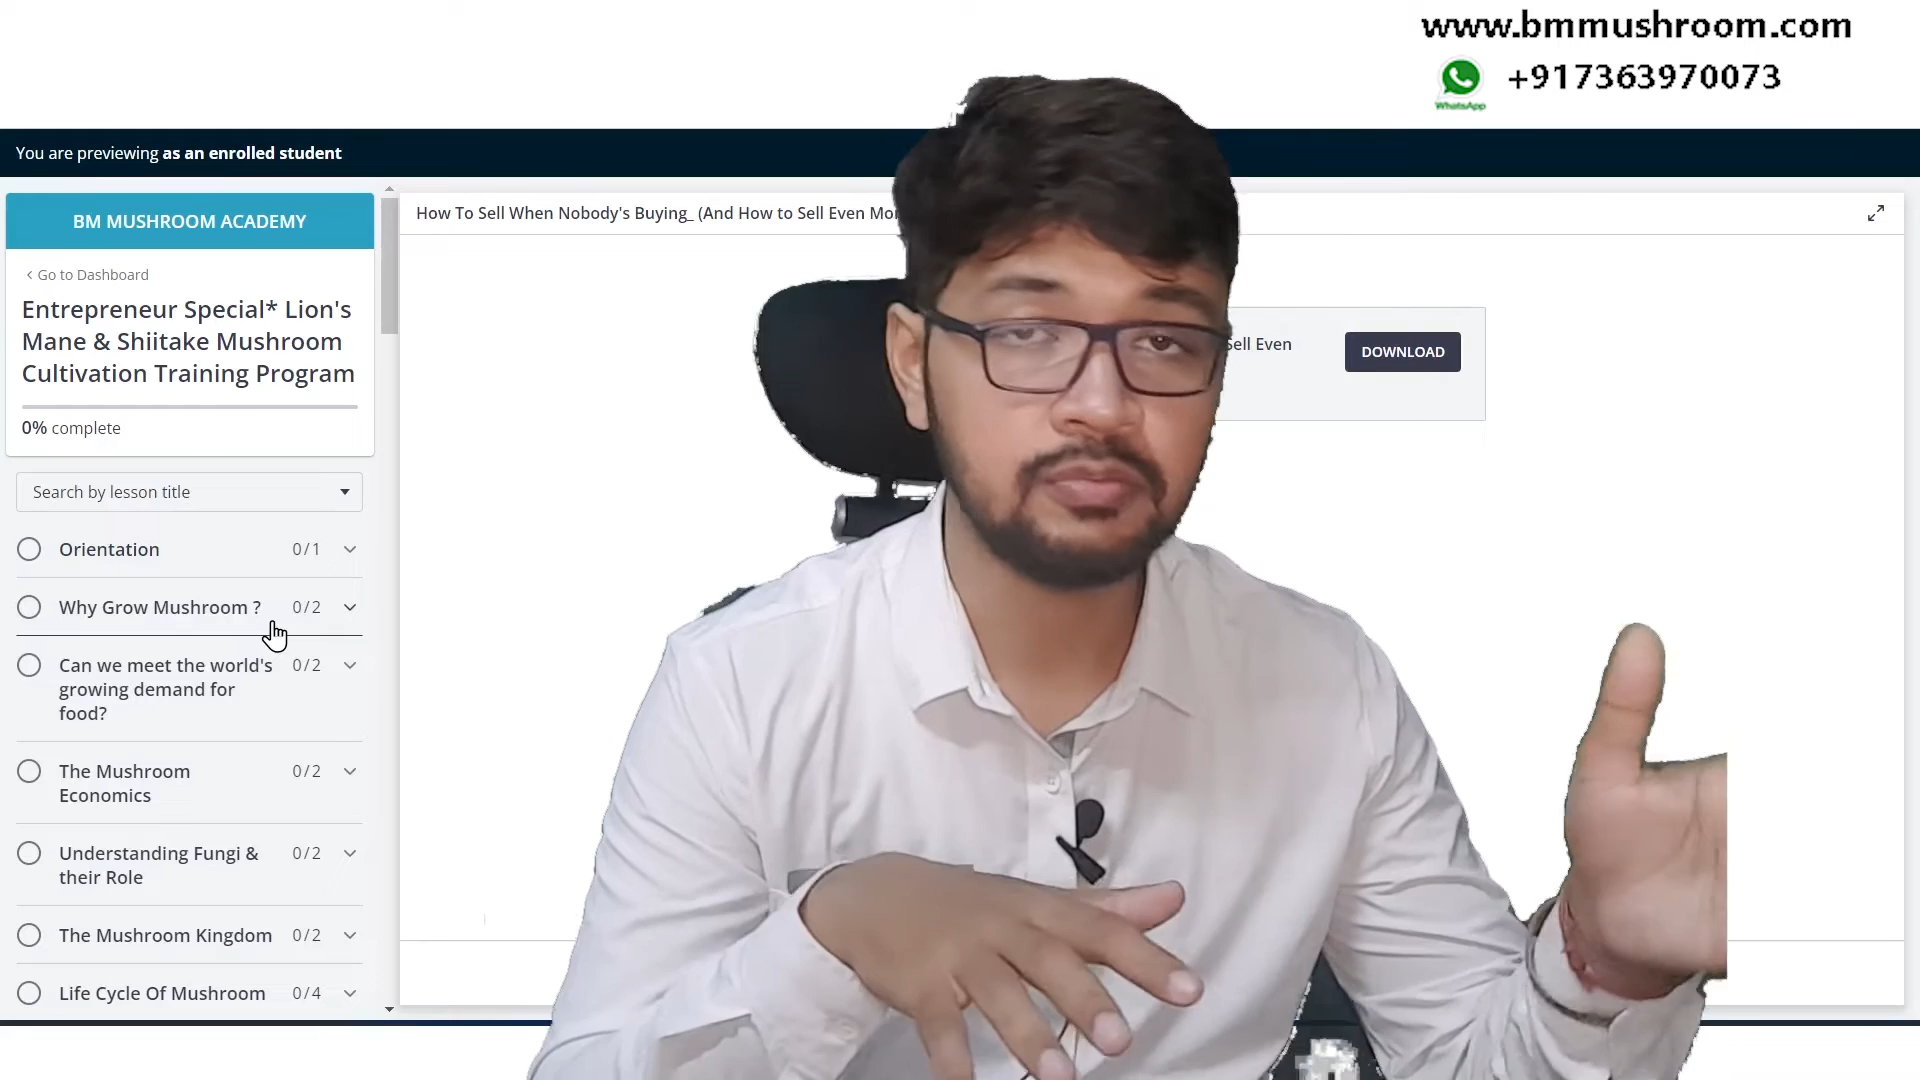 www.bmmushroom.com
WhatsApp
+917363970073
You are previewing as an enrolled student
BM MUSHROOM ACADEMY
Go to Dashboard
Entrepreneur Special* Lion's
Mane & Shiitake Mushroom
Cultivation Training Program
0% complete
Search by lesson title
Orientation 0/1
Why Grow Mushroom ? 0/2
Can we meet the world's 0/2
growing demand for
food?
The Mushroom 0/2
Economics
Understanding Fungi & 0/2
their Role
The Mushroom Kingdom 0/2
Life Cycle Of Mushroom 0/4
How To Sell When Nobody's Buying_ (And How to Sell Even
Sell Even
DOWNLOAD